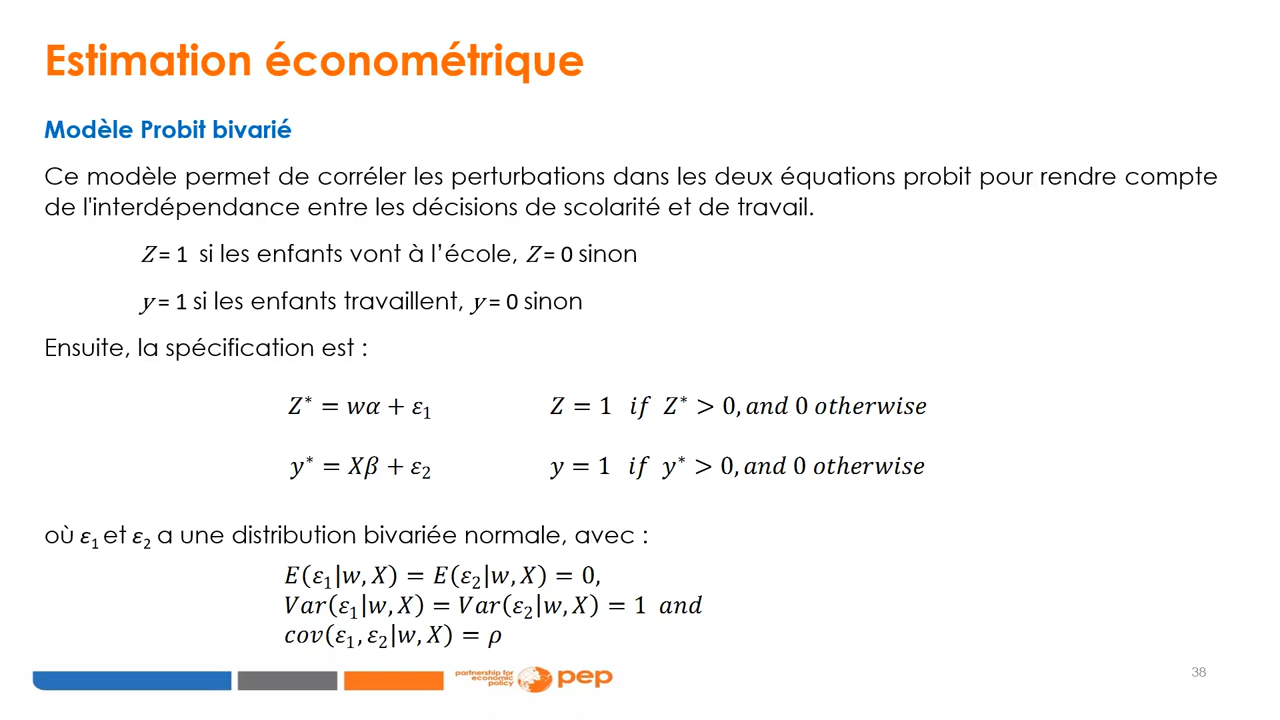 Estimation économétrique
Modèle Probit bivarié
Ce modèle permet de corréler les perturbations dans les deux équations probit pour rendre compte
de l'interdépendance entre les décisions de scolarité et de travail.
Z = 1 si les enfants vont à l’école, Z = 0 sinon
y = 1 si les enfants travaillent, y = 0 sinon
Ensuite, la spécification est :
Z* = wα + ε₁ Z = 1 if Z* > 0, and 0 otherwise
y* = Xβ + ε₂ y = 1 if y* > 0, and 0 otherwise
où ε₁ et ε₂ a une distribution bivariée normale, avec :
E(ε₁|w, X) = E(ε₂|w, X) = 0,
Var(ε₁|w, X) = Var(ε₂|w, X) = 1 and
cov(ε₁, ε₂|w, X) = ρ
partnership for
economic
policy
pep
38